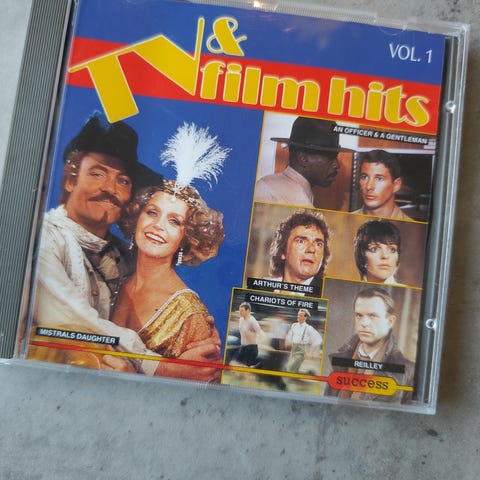 TV &
film hits
VOL. 1
AN OFFICER & A GENTLEMAN
ARTHUR'S THEME
CHARIOTS OF FIRE
MISTRALS DAUGHTER
REILLEY
success